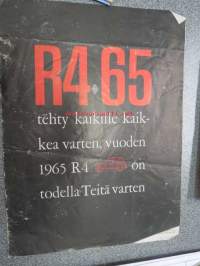 R4•65
tehty kaikille kaik-
kea varten, vuoden
1965 R4 on
todella Teitä varten